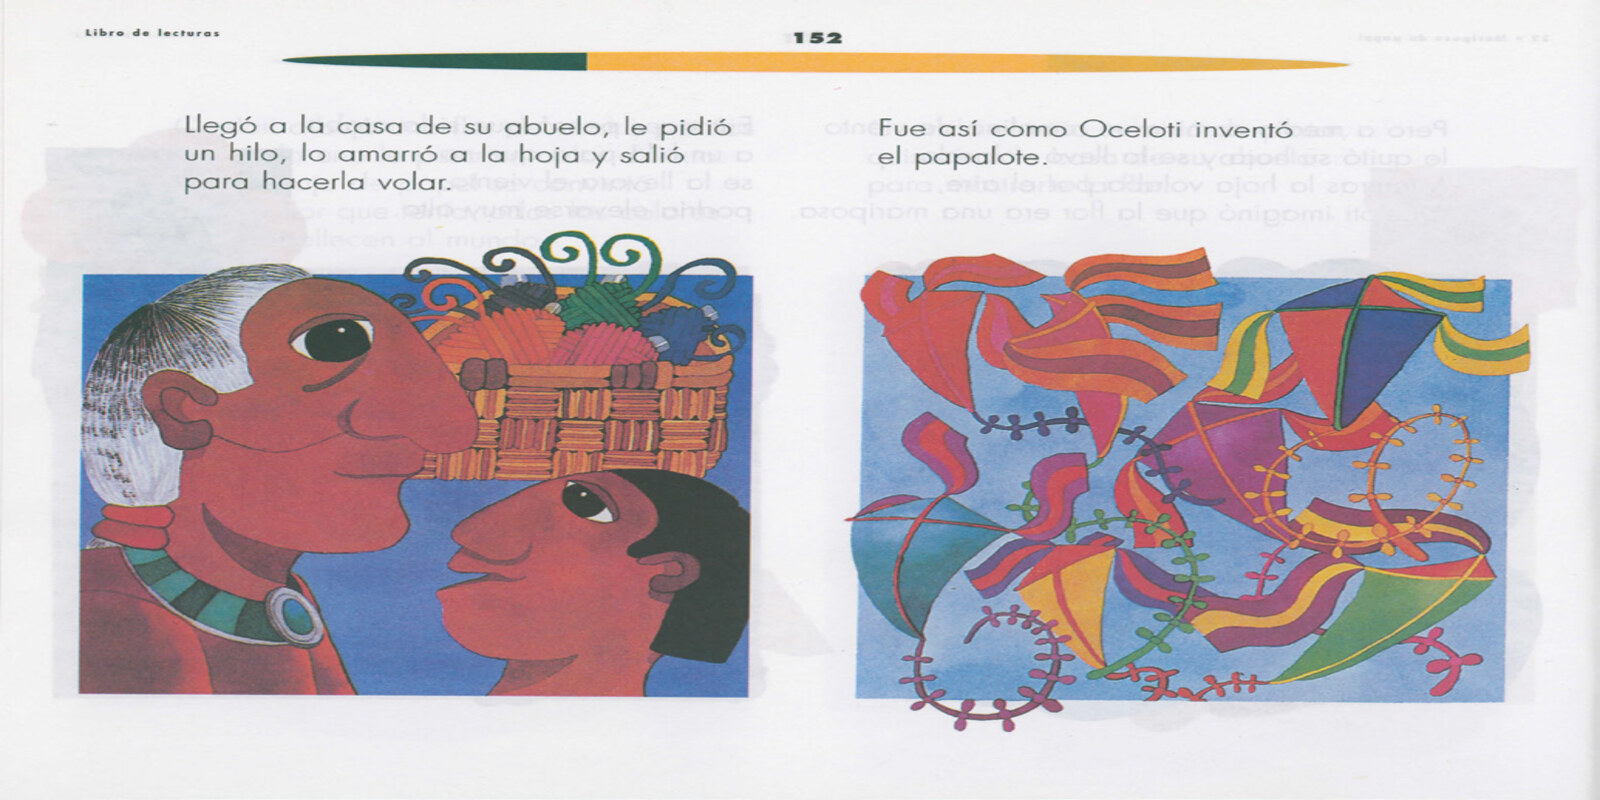 Libro de lecturas
152
Llegó a la casa de su abuelo, le pidió
un hilo, lo amarró a la hoja y salió
para hacerla volar.
Fue así como Oceloti inventó
el papalote.